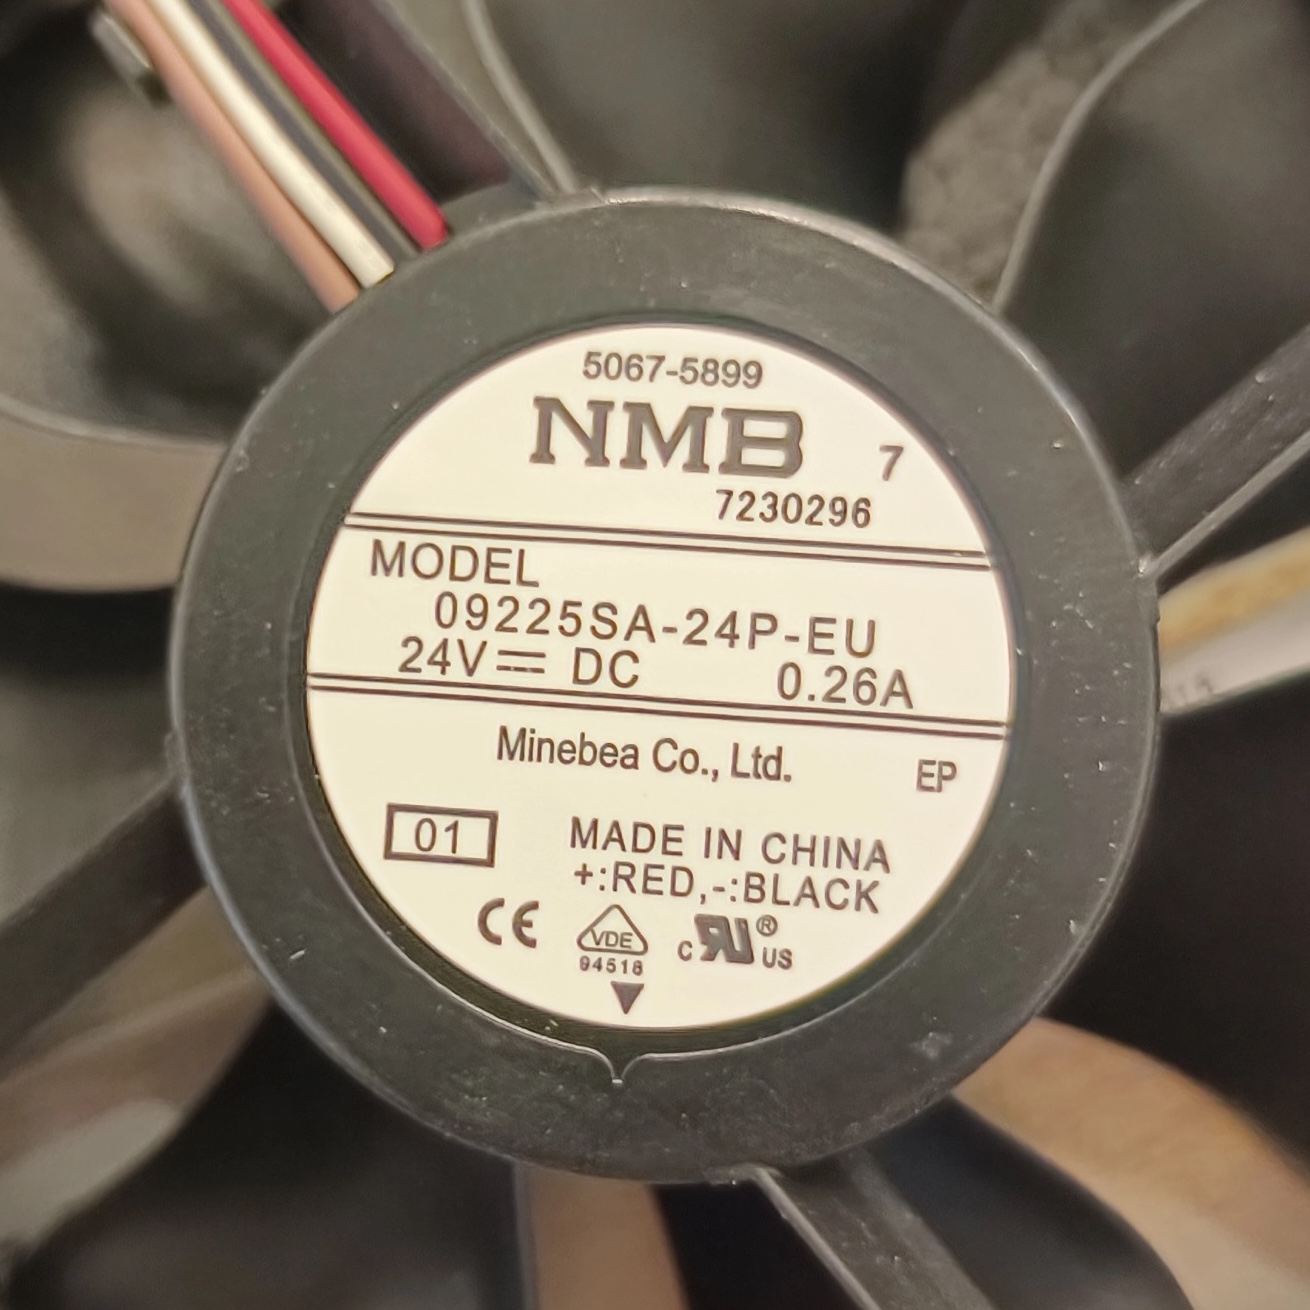 5067-5899
NMB 7
7230296
MODEL
09225SA-24P-EU
24V⎓ DC 0.26A
Minebea Co., Ltd. EP
01 MADE IN CHINA
+:RED,-:BLACK
CE VDE c RU® US
94518